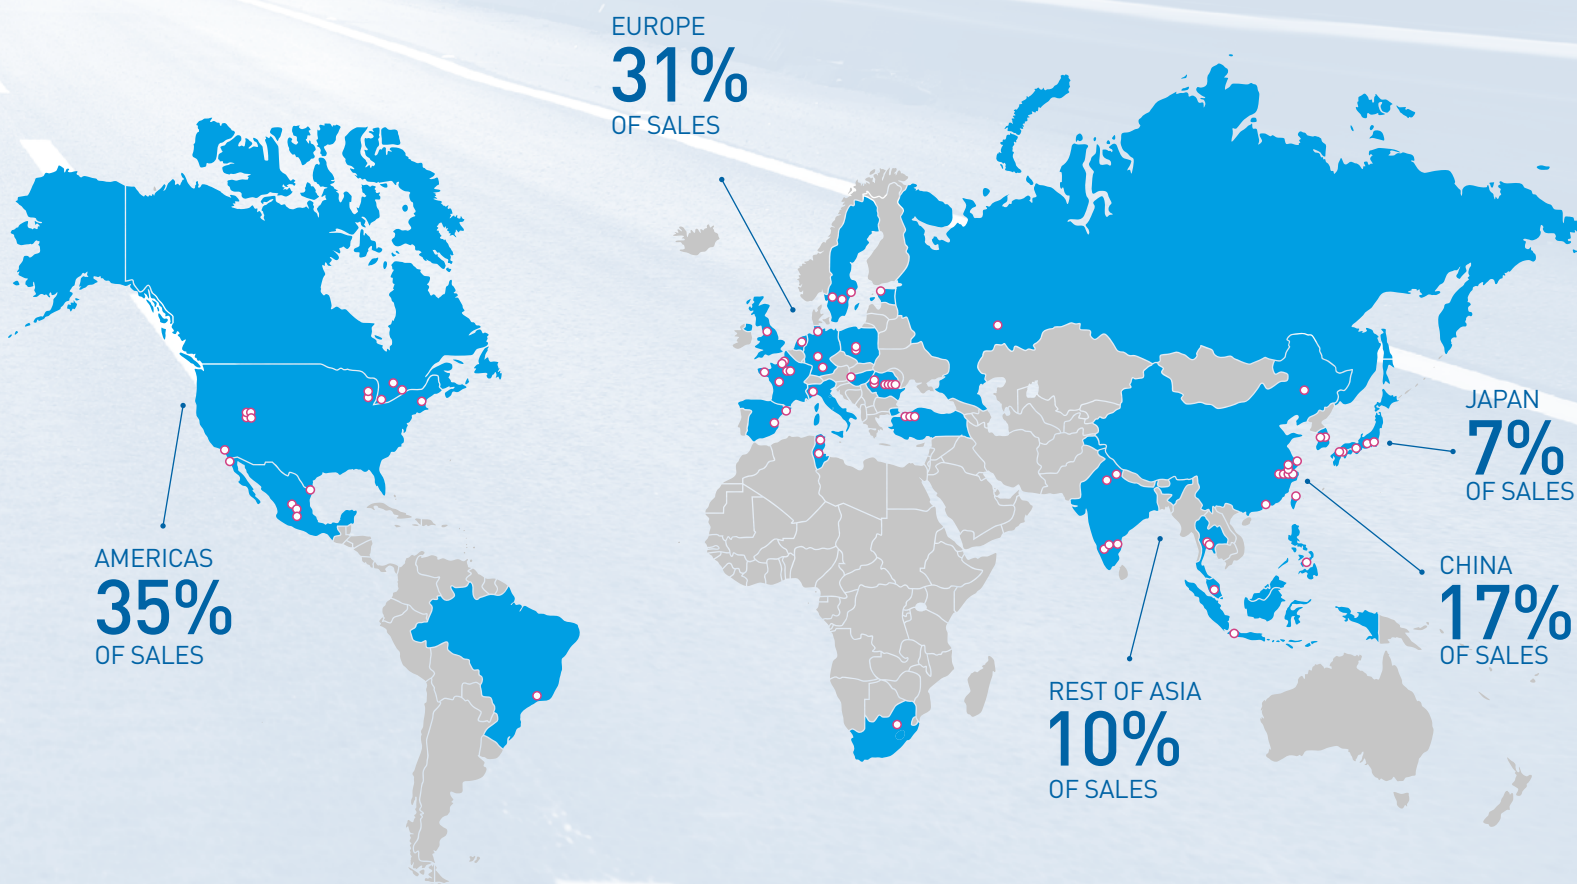 EUROPE
31%
OF SALES
AMERICAS
35%
OF SALES
JAPAN
7%
OF SALES
CHINA
17%
OF SALES
REST OF ASIA
10%
OF SALES